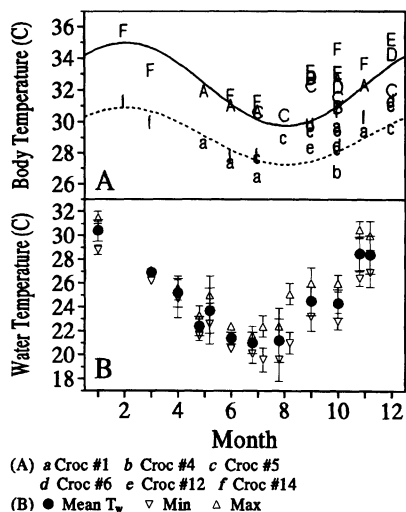 Body Temperature (C)
36
34
32
30
28
26
A
Water Temperature (C)
32
30
28
26
24
22
20
18
B
2 4 6 8 10 12
Month
(A) a Croc #1 b Croc #4 c Croc #5
d Croc #6 e Croc #12 f Croc #14
(B) ● Mean Tw ▽ Min △ Max